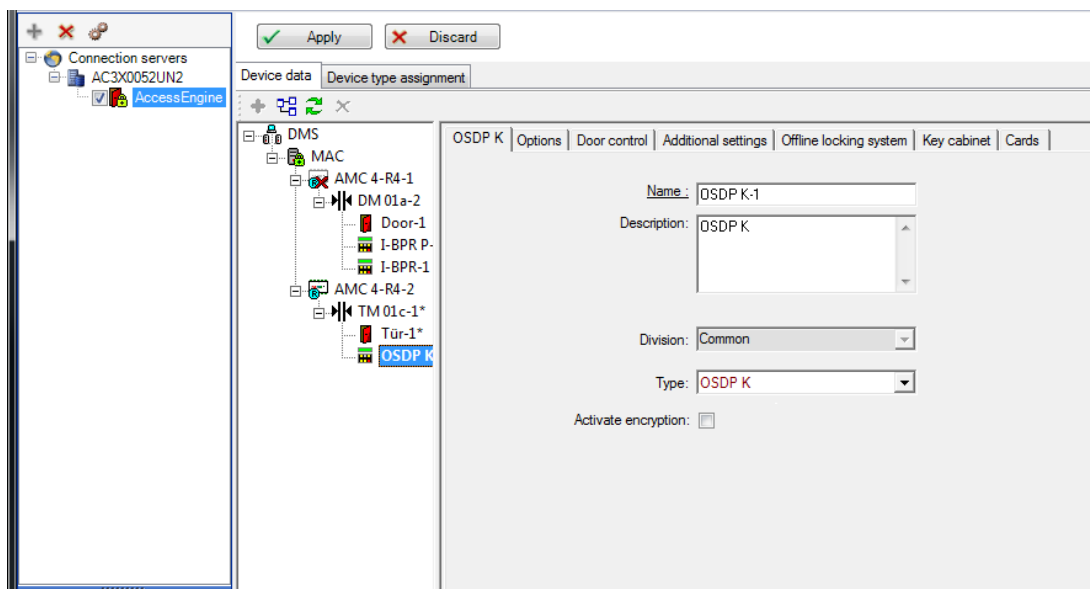 Apply
Discard
Connection servers
AC3X0052UN2
AccessEngine
Device data
Device type assignment
DMS
MAC
AMC 4-R4-1
DM 01a-2
Door-1
I-BPR P-
I-BPR-1
AMC 4-R4-2
TM 01c-1*
Tür-1*
OSDP K
OSDP K
Options
Door control
Additional settings
Offline locking system
Key cabinet
Cards
Name : OSDP K-1
Description: OSDP K
Division: Common
Type: OSDP K
Activate encryption: